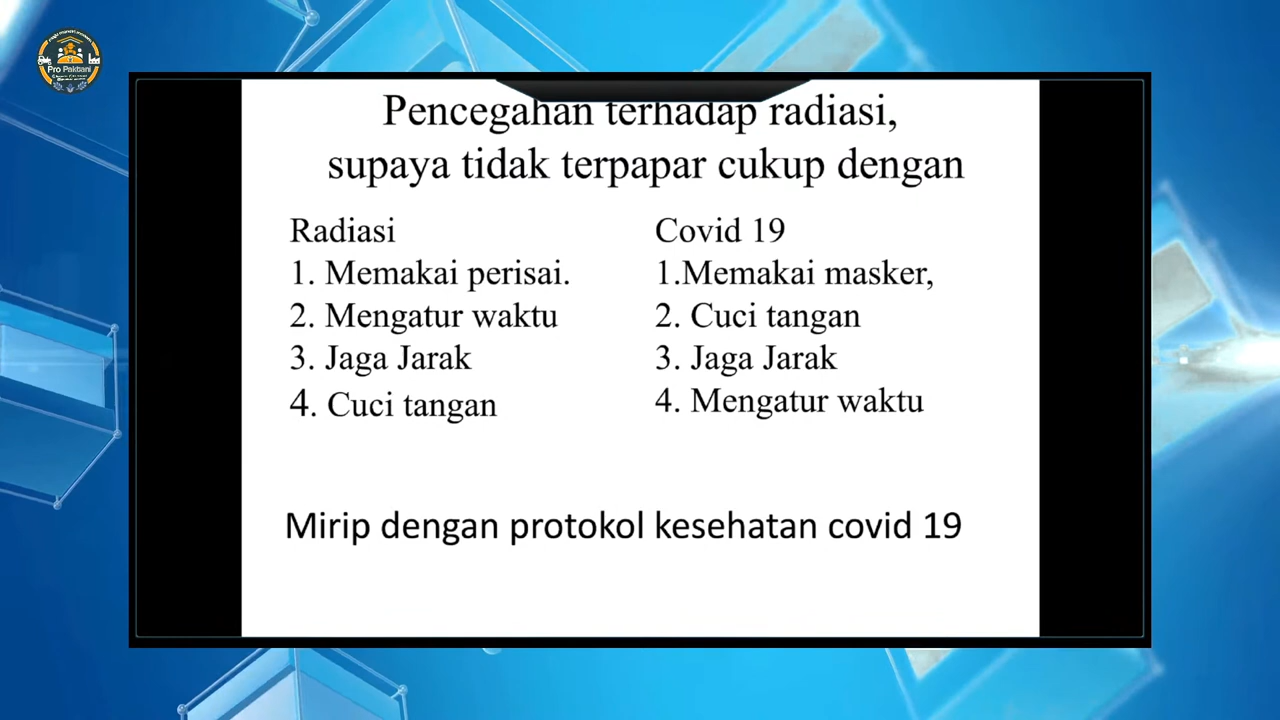 Pro Paktani
Pencegahan terhadap radiasi,
supaya tidak terpapar cukup dengan
Radiasi
1. Memakai perisai.
2. Mengatur waktu
3. Jaga Jarak
4. Cuci tangan
Covid 19
1.Memakai masker,
2. Cuci tangan
3. Jaga Jarak
4. Mengatur waktu
Mirip dengan protokol kesehatan covid 19